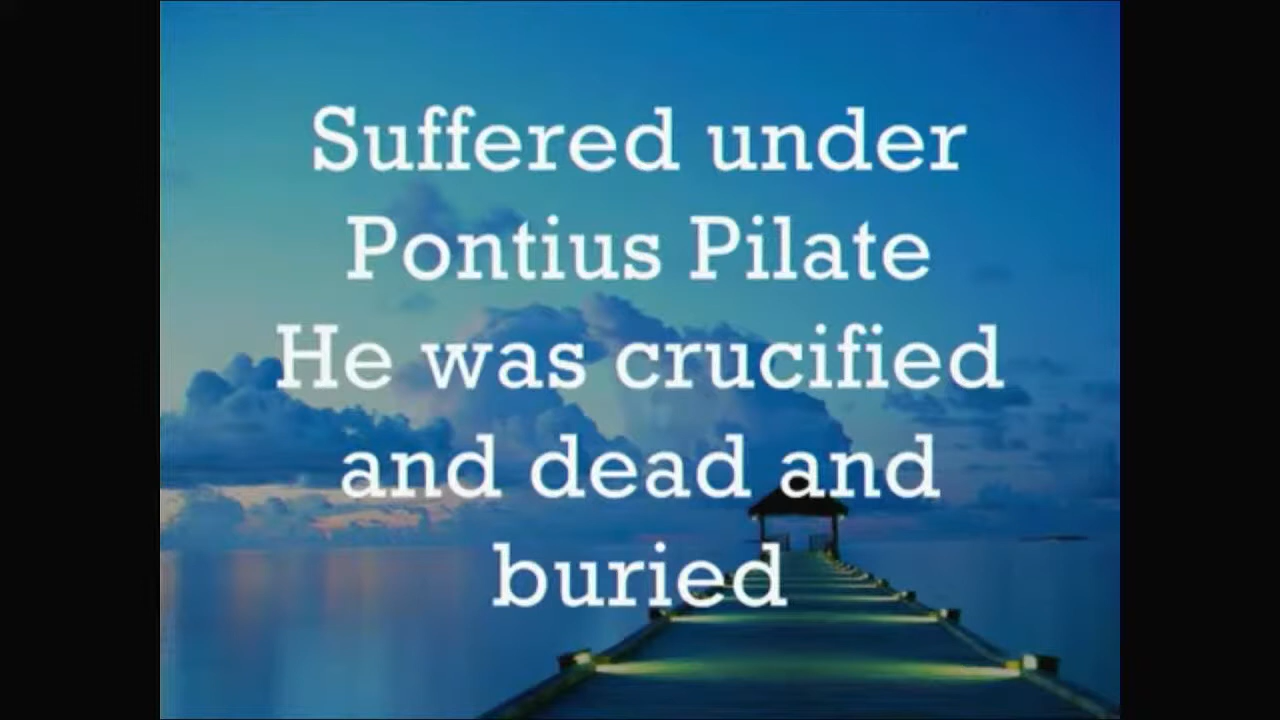 Suffered under
Pontius Pilate
He was crucified
and dead and
buried